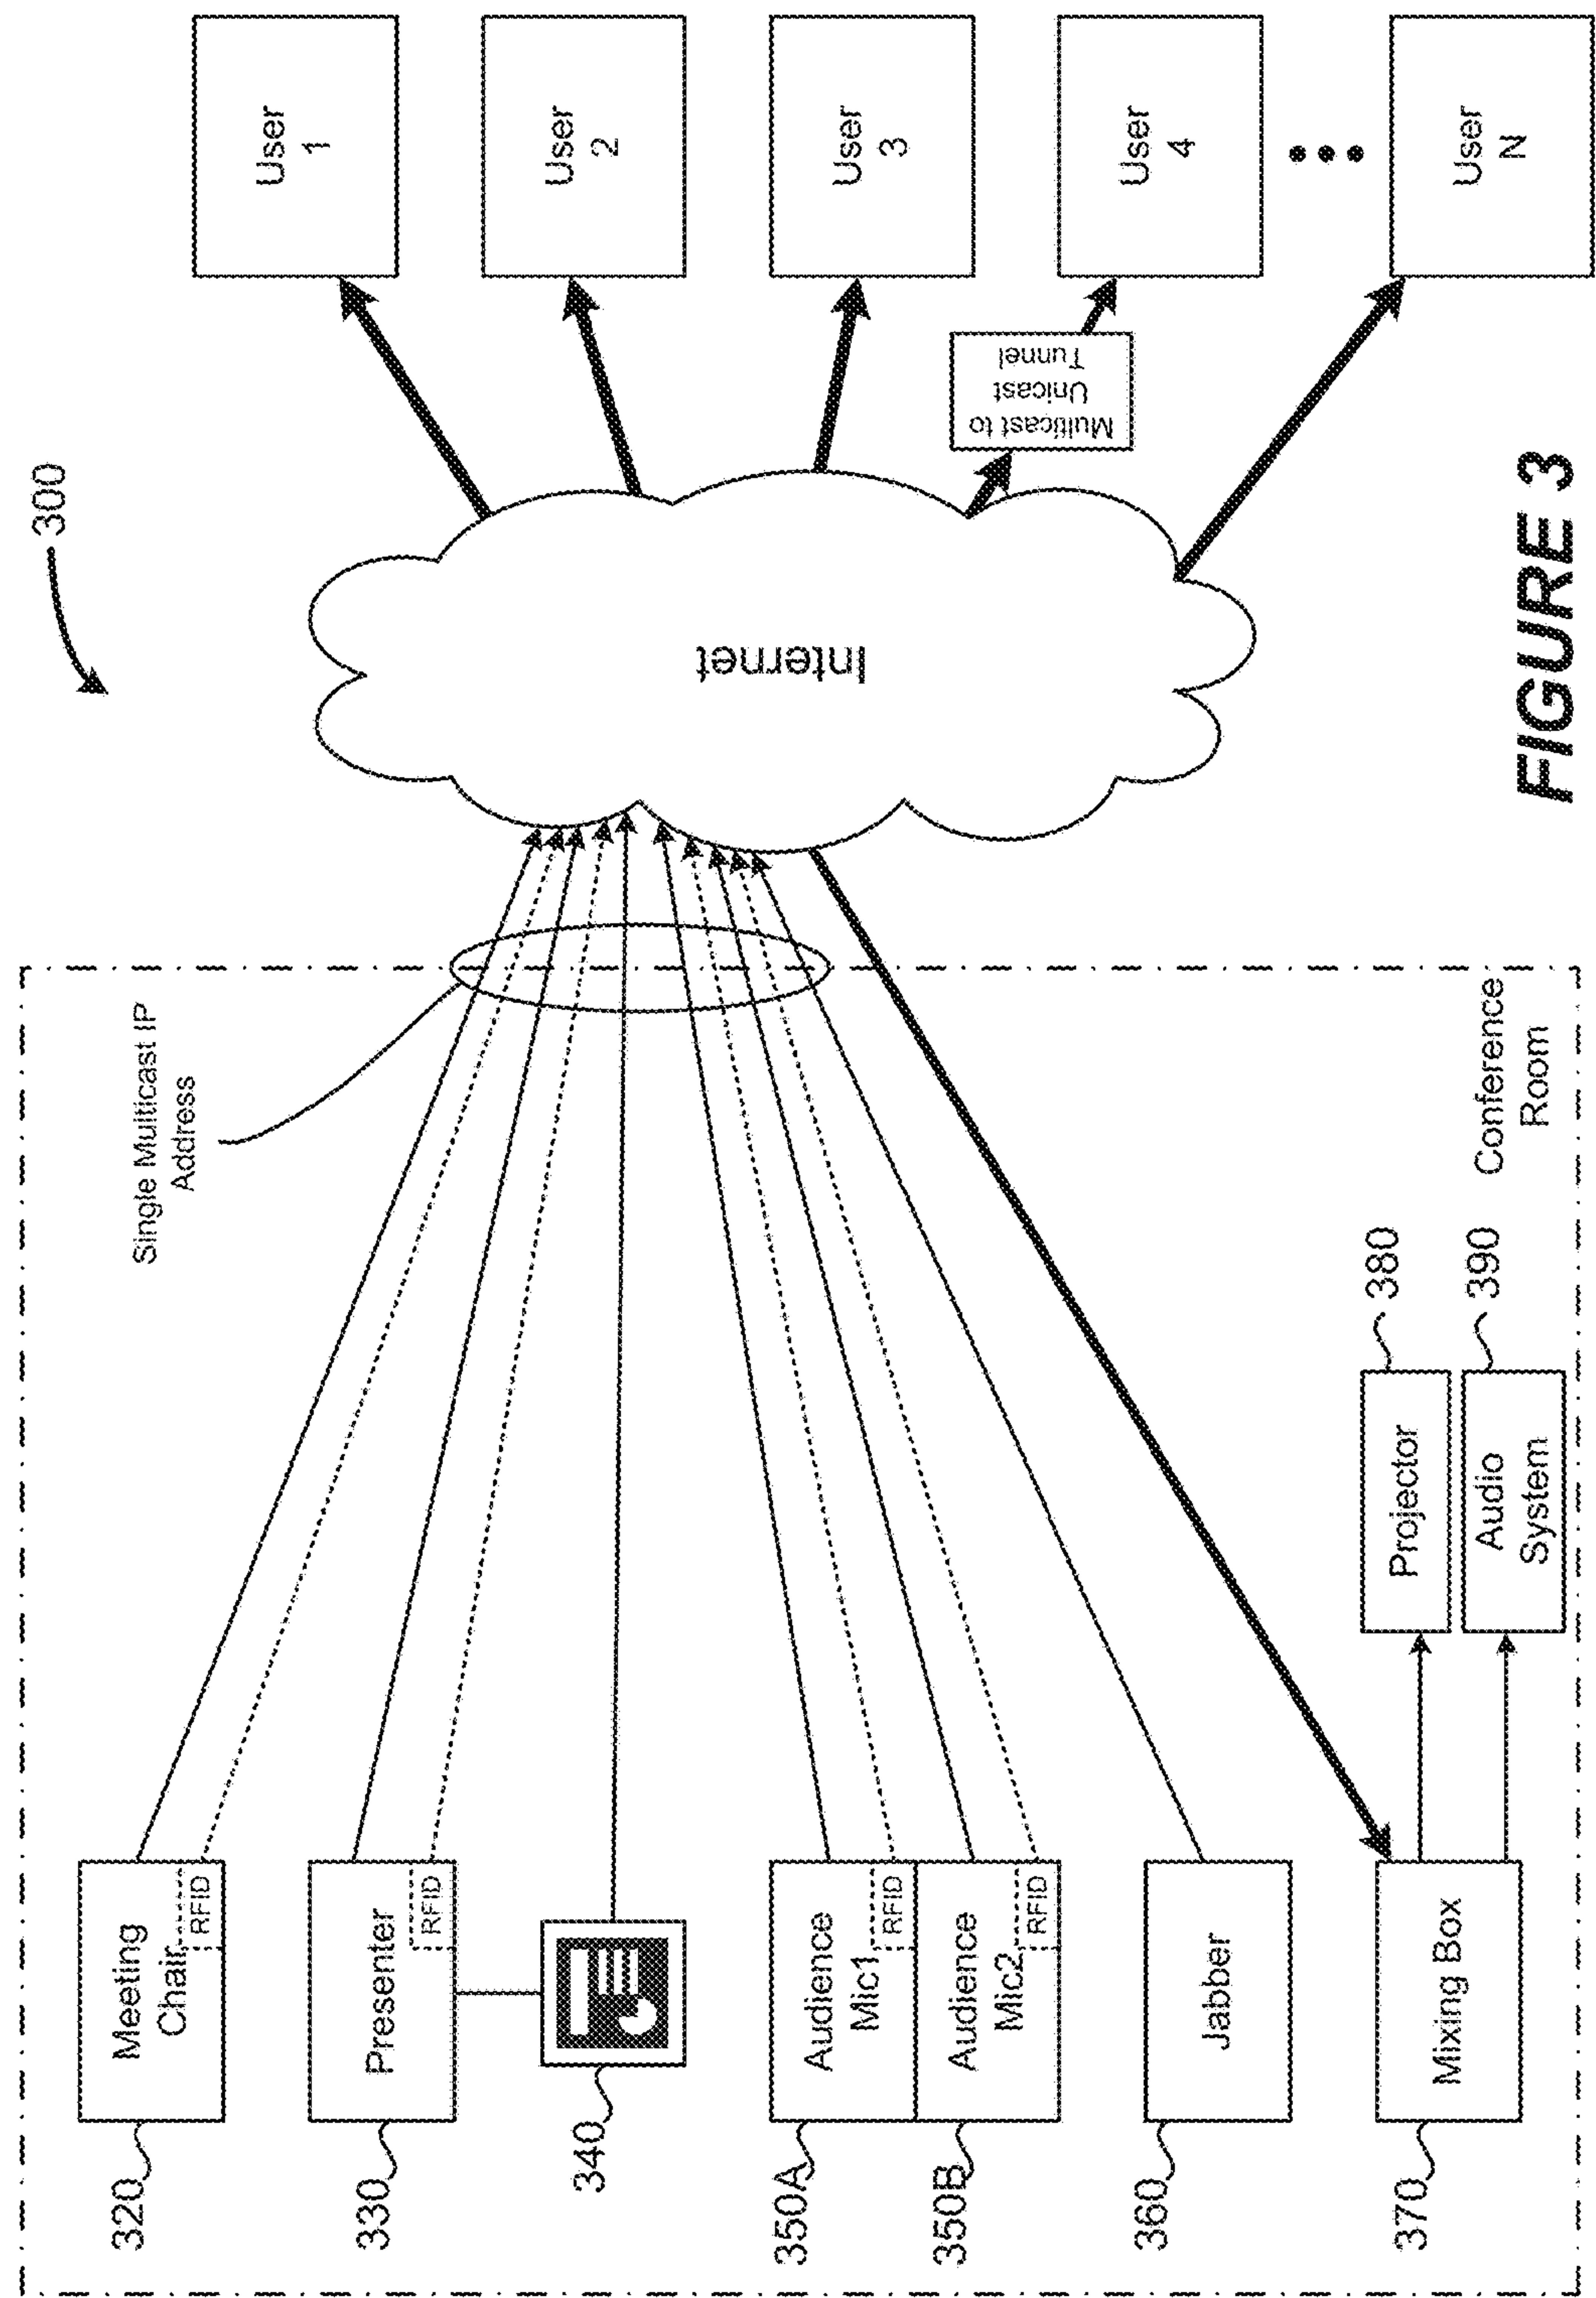 300
Single Multicast IP
Address
320
Meeting
Chair
RFID
330
Presenter
RFID
340
350A
Audience
Mic1
RFID
350B
Audience
Mic2
RFID
360
Jabber
370
Mixing Box
Projector
380
Audio
System
390
Conference
Room
Internet
Multicast to
Unicast
Tunnel
User
1
User
2
User
3
User
4
User
N
FIGURE 3